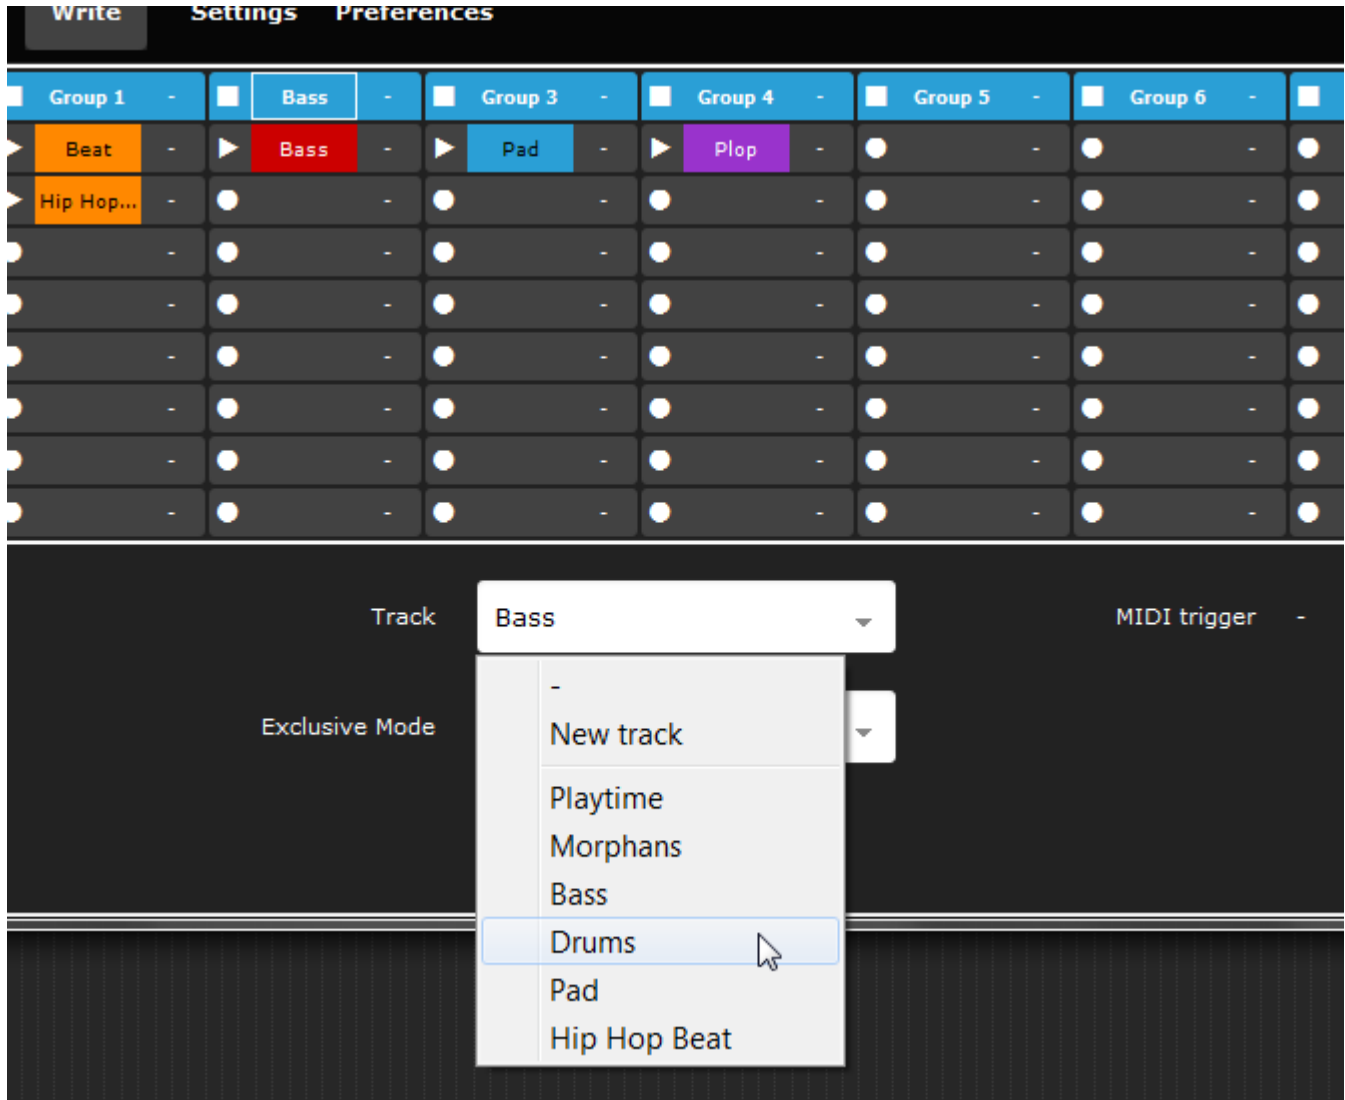 Write Settings Preferences
Group 1 - Bass - Group 3 - Group 4 - Group 5 - Group 6 -
Beat - Bass - Pad - Plop - - -
Hip Hop... - - - - - -
- - - - - -
- - - - - -
- - - - - -
- - - - - -
- - - - - -
- - - - - -
Track Bass MIDI trigger -
-
Exclusive Mode
New track
Playtime
Morphans
Bass
Drums
Pad
Hip Hop Beat